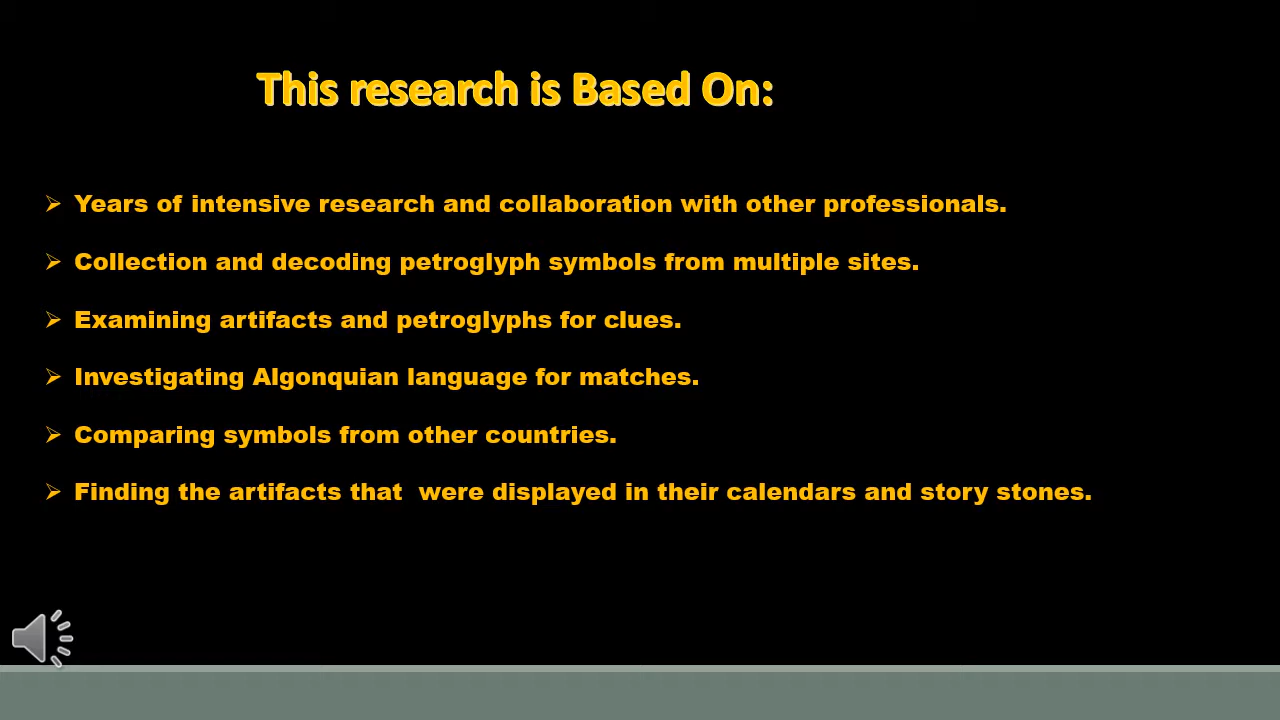 This research is Based On:
Years of intensive research and collaboration with other professionals.
Collection and decoding petroglyph symbols from multiple sites.
Examining artifacts and petroglyphs for clues.
Investigating Algonquian language for matches.
Comparing symbols from other countries.
Finding the artifacts that  were displayed in their calendars and story stones.